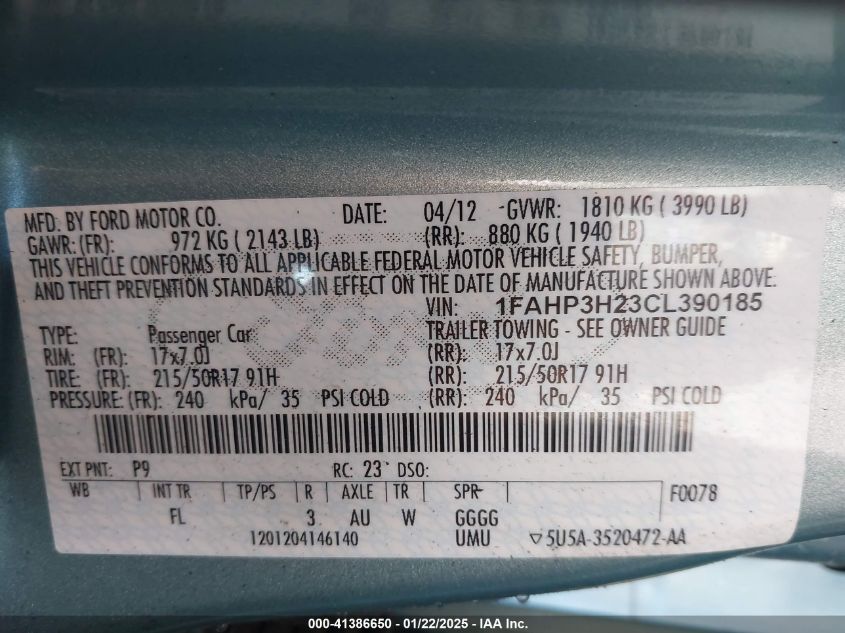 MFD. BY FORD MOTOR CO. DATE: 04/12 GVWR: 1810 KG ( 3990 LB)
GAWR: (FR): 972 KG ( 2143 LB) (RR): 880 KG ( 1940 LB)
THIS VEHICLE CONFORMS TO ALL APPLICABLE FEDERAL MOTOR VEHICLE SAFETY, BUMPER,
AND THEFT PREVENTION STANDARDS IN EFFECT ON THE DATE OF MANUFACTURE SHOWN ABOVE.
VIN: 1FAHP3H23CL390185
TYPE: Passenger Car TRAILER TOWING - SEE OWNER GUIDE
RIM: (FR): 17x7.0J (RR): 17x7.0J
TIRE: (FR): 215/50R17 91H (RR): 215/50R17 91H
PRESSURE: (FR): 240 kPa/ 35 PSI COLD (RR): 240 kPa/ 35 PSI COLD
EXT PNT: P9 RC: 23 DSO:
WB INT TR TP/PS R AXLE TR SPR F0078
FL 3 AU W GGGG
1201204146140 UMU ▽5U5A-3520472-AA
000-41386650 - 01/22/2025 - IAA Inc.